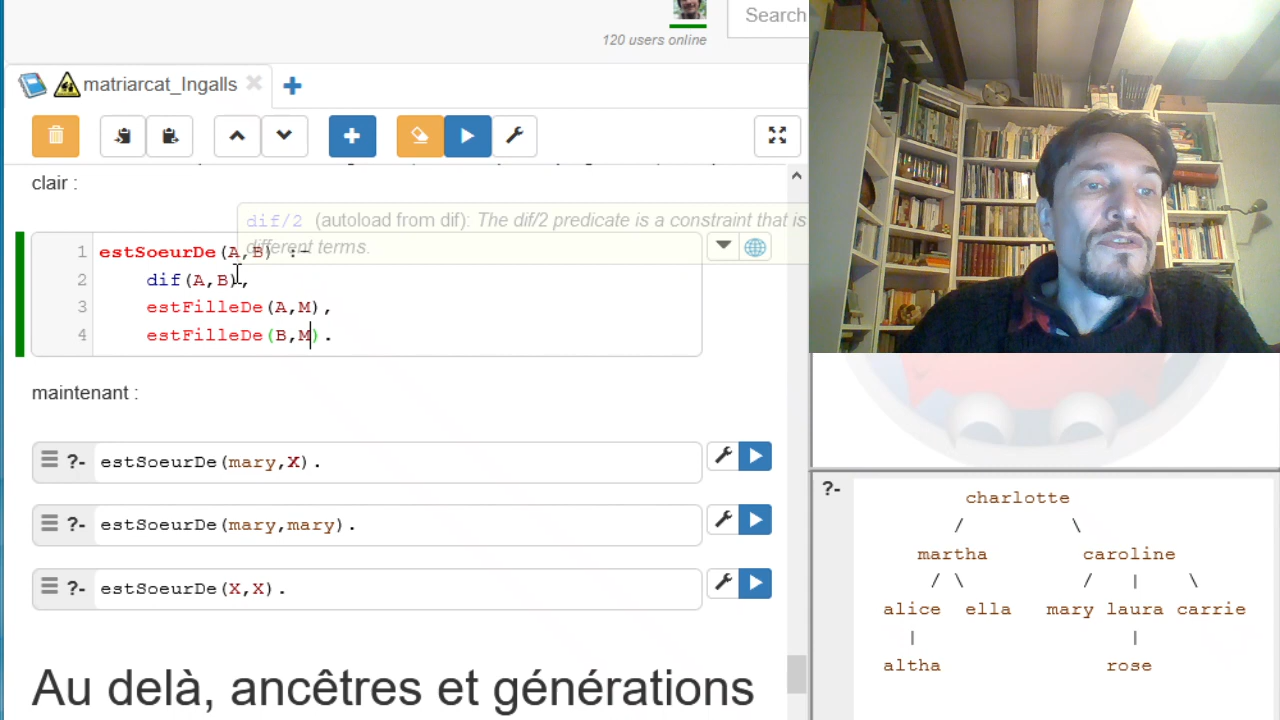 Search
120 users online
matriarcat_Ingalls
clair :
dif/2 (autoload from dif): The dif/2 predicate is a constraint that is
different terms.
1 estSoeurDe(A,B) :-
2 dif(A,B),
3 estFilleDe(A,M),
4 estFilleDe(B,M).
maintenant :
?- estSoeurDe(mary,X).
?- estSoeurDe(mary,mary).
?- estSoeurDe(X,X).
Au delà, ancêtres et générations
?- charlotte
/ \
martha caroline
/ \ / | \
alice ella mary laura carrie
| |
altha rose